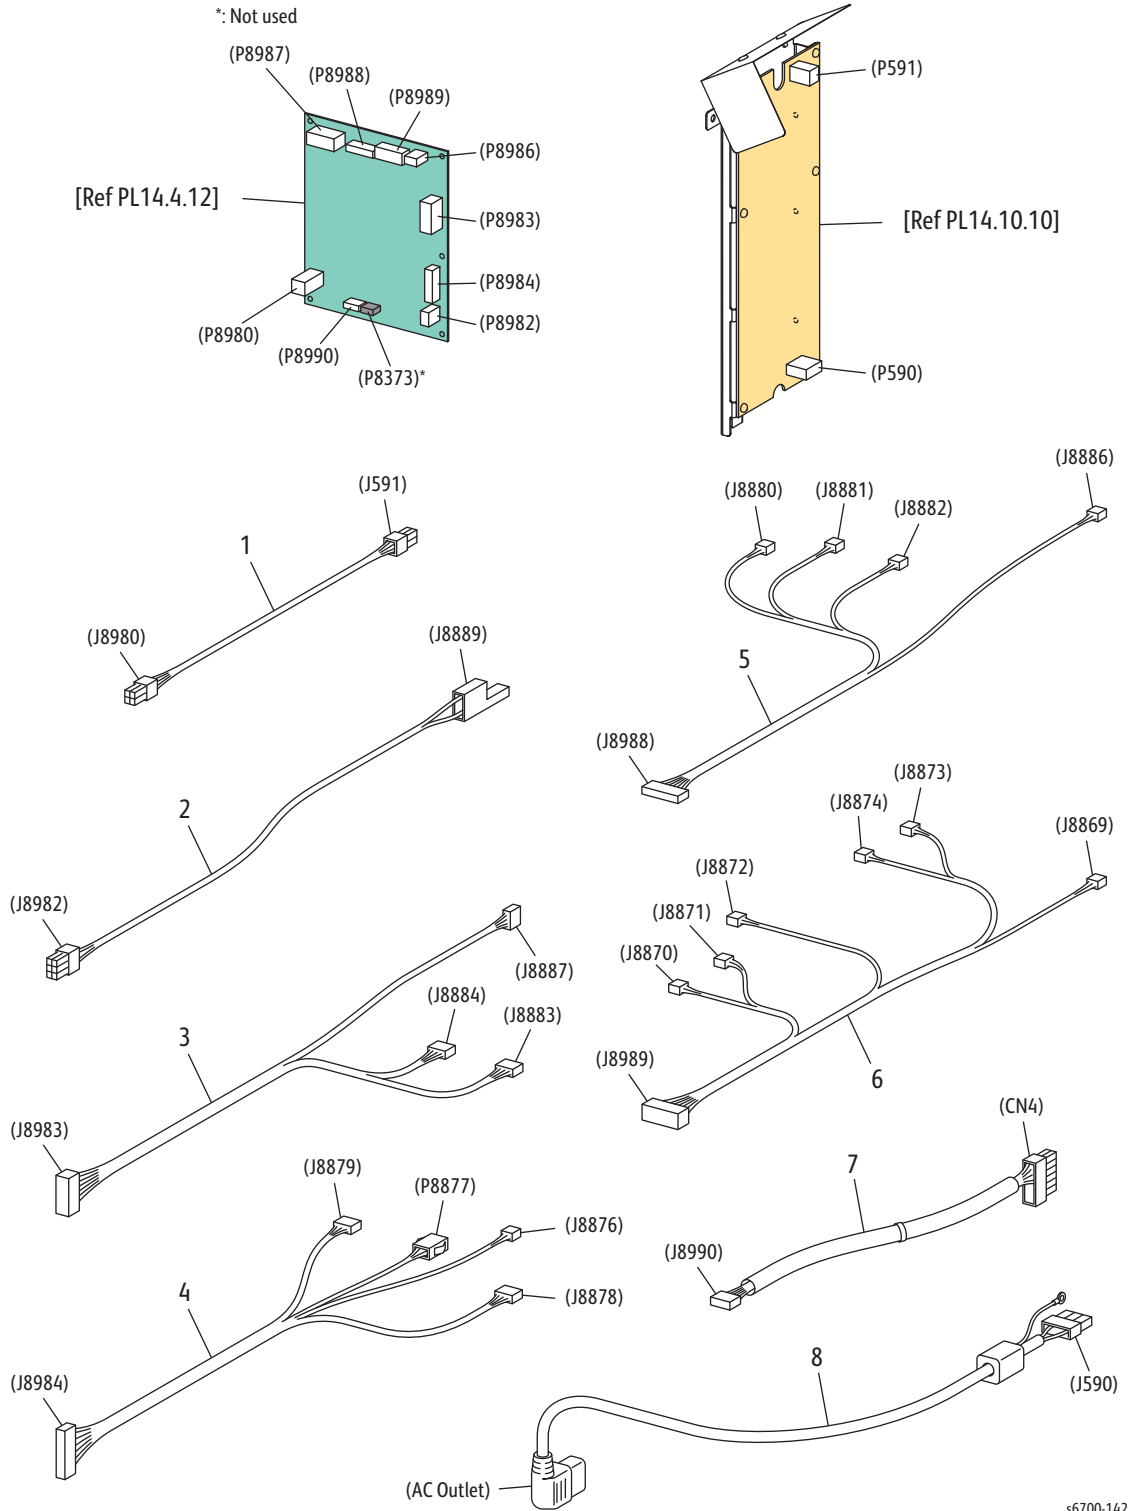 *: Not used
(P8987)
(P8988)
(P8989)
(P8986)
[Ref PL14.4.12]
(P8983)
(P8984)
(P8982)
(P8980)
(P8990)
(P8373)*
(P591)
[Ref PL14.10.10]
(P590)
(J591)
1
(J8980)
(J8889)
2
(J8982)
(J8887)
(J8884)
(J8883)
3
(J8983)
(J8879)
(P8877)
(J8876)
(J8878)
4
(J8984)
(J8886)
(J8880)
(J8881)
(J8882)
5
(J8988)
(J8873)
(J8874)
(J8869)
(J8872)
(J8871)
(J8870)
(J8989)
6
(CN4)
7
(J8990)
8
(J590)
(AC Outlet)
s6700-142